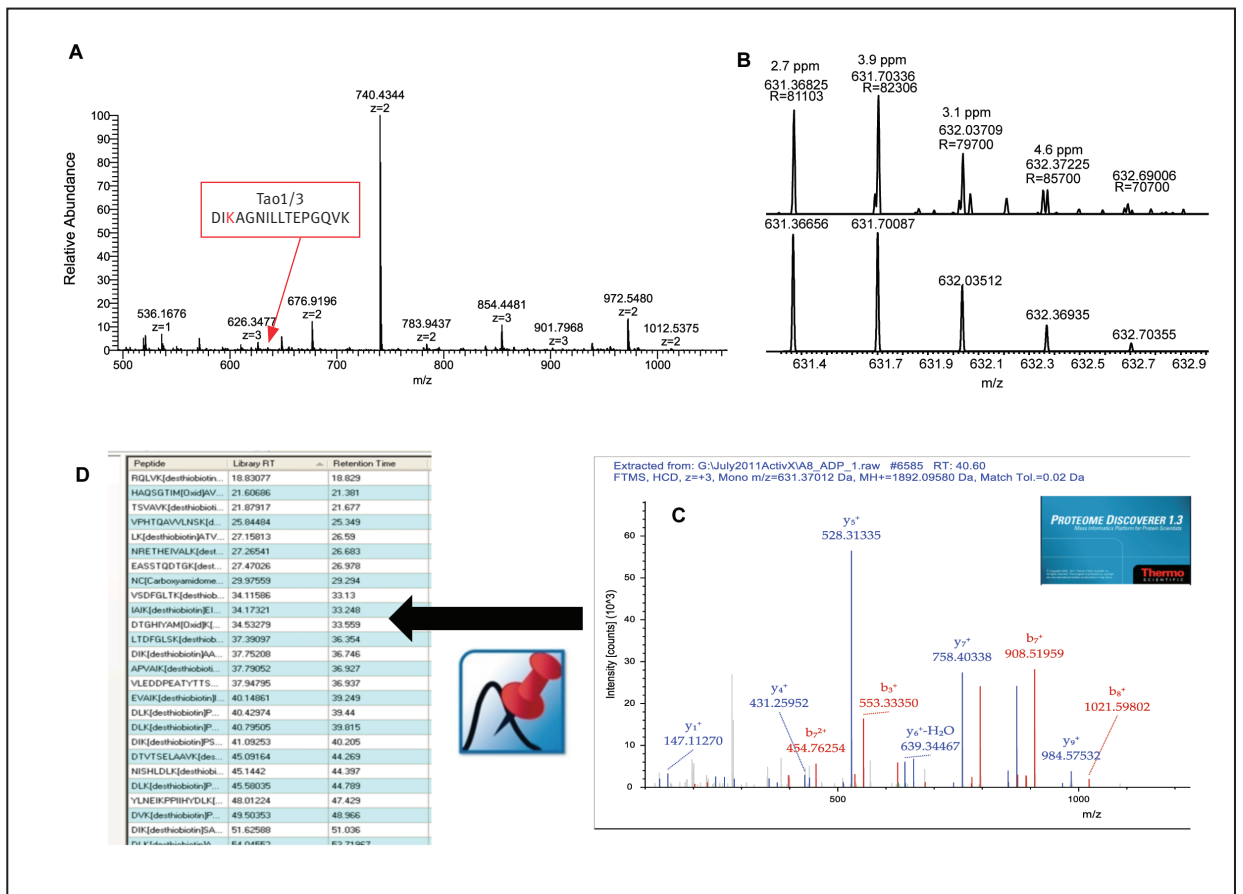 A
740.4344
z=2
100
90
80
70
60
50
40
30
20
10
0
Relative Abundance
Tao1/3
DIKAGNILLTEPGQVK
536.1676
z=1
626.3477
z=3
676.9196
z=2
783.9437
z=2
854.4481
z=3
901.7968
z=3
972.5480
z=2
1012.5375
z=2
500
600
700
800
900
1000
m/z
B
2.7 ppm
631.36825
R=81103
3.9 ppm
631.70336
R=82306
3.1 ppm
632.03709
R=79700
4.6 ppm
632.37225
R=85700
632.69006
R=70700
631.36656
631.70087
632.03512
632.36935
632.70355
631.4
631.7
631.9
632.1
632.2
632.5
632.7
632.9
m/z
D
Peptide Library RT Retention Time
RQLVK[desthiobiotin... 18.83077 18.829
HAQSGTIM[Oxid]AV... 21.60686 21.381
TSVAVK[desthiobioti... 21.87917 21.677
VPHTQAVVLNSK[d... 25.84484 25.349
LK[desthiobiotin]ATV... 27.15813 26.59
NRETHEIVALK[dest... 27.26541 26.683
EASSTQDTGK[dest... 27.47026 26.978
NC[Carboxyamidome... 29.97559 29.294
VSDFGLTK[desthiob... 34.11586 33.13
IAIK[desthiobiotin]EI... 34.17321 33.248
DTGHIYAM[Oxid]K[... 34.53279 33.559
LTDFGLSK[desthiob... 37.39097 36.354
DIK[desthiobiotin]AA... 37.75208 36.746
APVAIK[desthiobioti... 37.79052 36.927
VLEDDPEATYTTS... 37.94795 36.937
EVAIK[desthiobiotin]I... 40.14861 39.249
DLK[desthiobiotin]P... 40.42974 39.44
DLK[desthiobiotin]P... 40.79505 39.815
DIK[desthiobiotin]PS... 41.09253 40.205
DTVTSELAAVK[des... 45.09164 44.269
NISHLDLK[desthiobi... 45.1442 44.397
DLK[desthiobiotin]P... 45.58035 44.789
YLNEIKPPIIHYDLK[... 48.01224 47.429
DVK[desthiobiotin]P... 49.50353 48.966
DIK[desthiobiotin]SA... 51.62588 51.036
DLK[desthiobiotin]A... 54.04552 53.71967
Extracted from: G:\July2011ActivX\A8_ADP_1.raw #6585 RT: 40.60
FTMS, HCD, z=+3, Mono m/z=631.37012 Da, MH+=1892.09580 Da, Match Tol.=0.02 Da
C
PROTEOME DISCOVERER 1.3
Mass Informatics Platform for Protein Scientists
Thermo
SCIENTIFIC
60
50
40
30
20
10
0
Intensity [counts] (10^3)
y₁⁺
147.11270
y₄⁺
431.25952
b₇²⁺
454.76254
y₅⁺
528.31335
b₃⁺
553.33350
y₆⁺-H₂O
639.34467
y₇⁺
758.40338
b₇⁺
908.51959
y₉⁺
984.57532
b₈⁺
1021.59802
500
1000
m/z